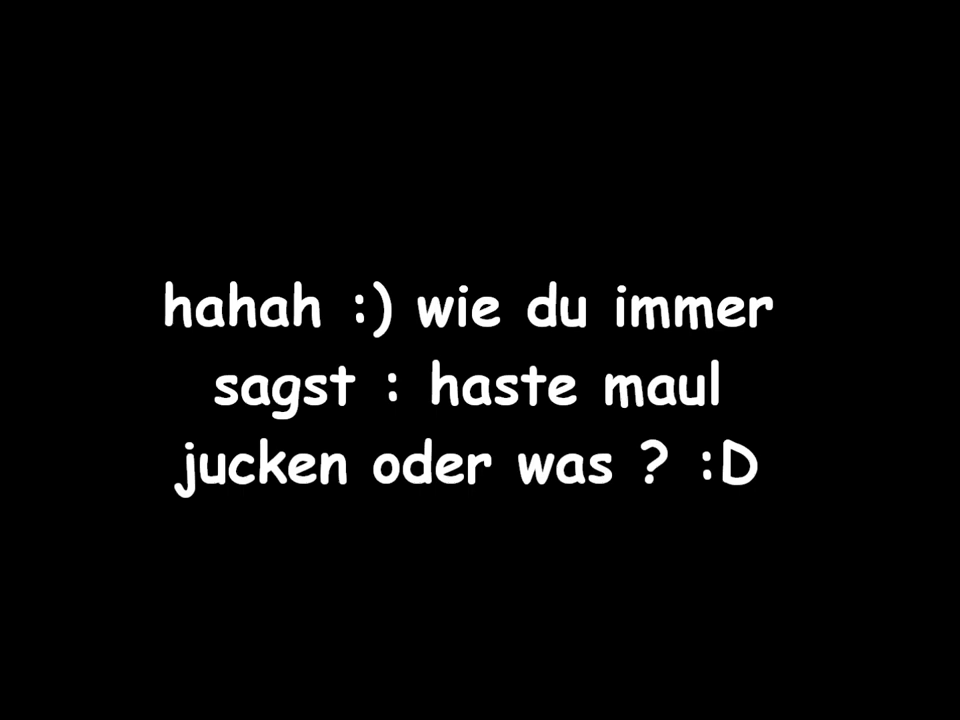 hahah :) wie du immer
sagst : haste maul
jucken oder was ? :D